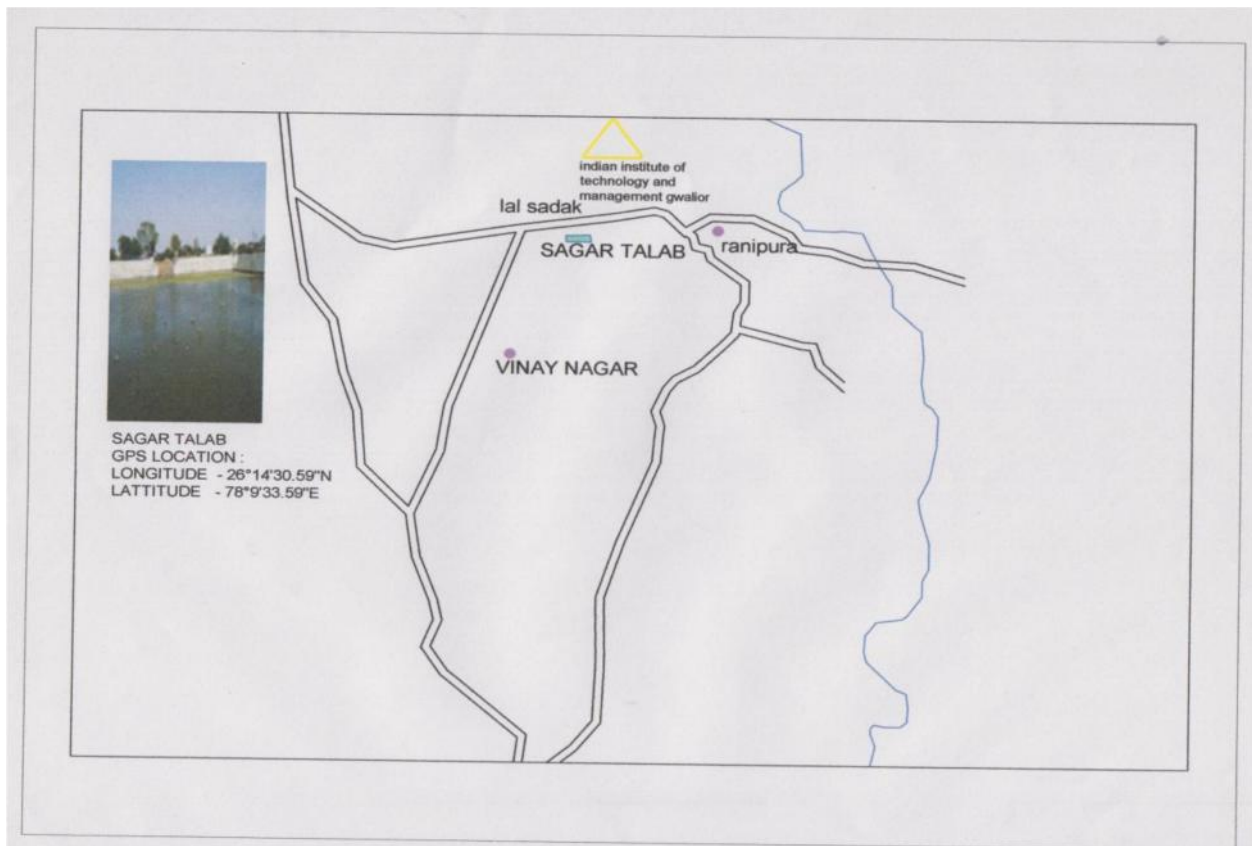 indian institute of
technology and
management gwalior
lal sadak
SAGAR TALAB
ranipura
VINAY NAGAR
SAGAR TALAB
GPS LOCATION :
LONGITUDE - 26°14'30.59"N
LATTITUDE - 78°9'33.59"E